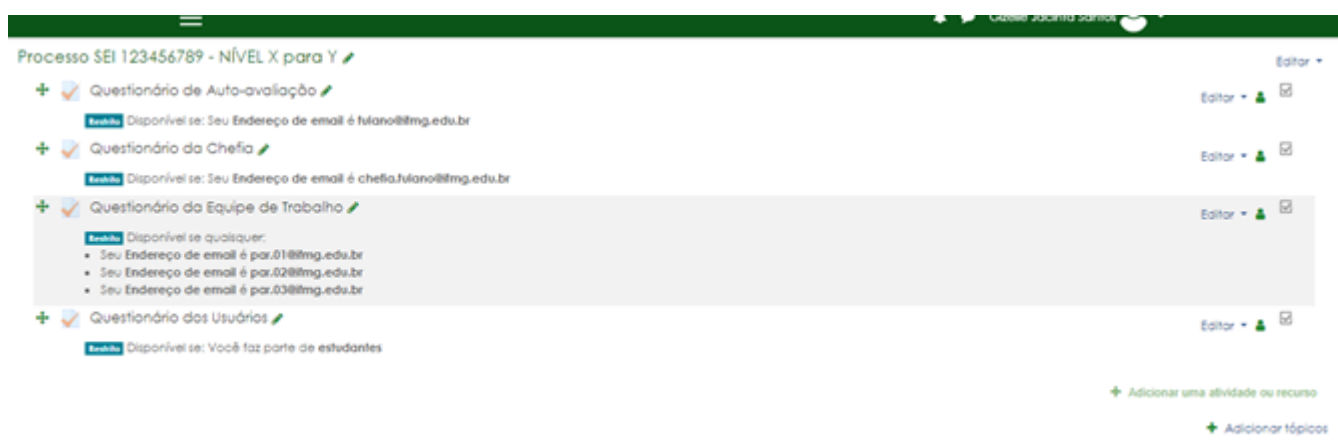 Gizelle Jacinta Santos
Processo SEI 123456789 - NÍVEL X para Y
Editar
Questionário de Auto-avaliação
Editar
Restrito Disponível se: Seu Endereço de email é fulano@ifmg.edu.br
Questionário da Chefia
Editar
Restrito Disponível se: Seu Endereço de email é chefia.fulano@ifmg.edu.br
Questionário da Equipe de Trabalho
Editar
Restrito Disponível se quaisquer:
Seu Endereço de email é par.01@ifmg.edu.br
Seu Endereço de email é par.02@ifmg.edu.br
Seu Endereço de email é par.03@ifmg.edu.br
Questionário dos Usuários
Editar
Restrito Disponível se: Você faz parte de estudantes
Adicionar uma atividade ou recurso
Adicionar tópicos